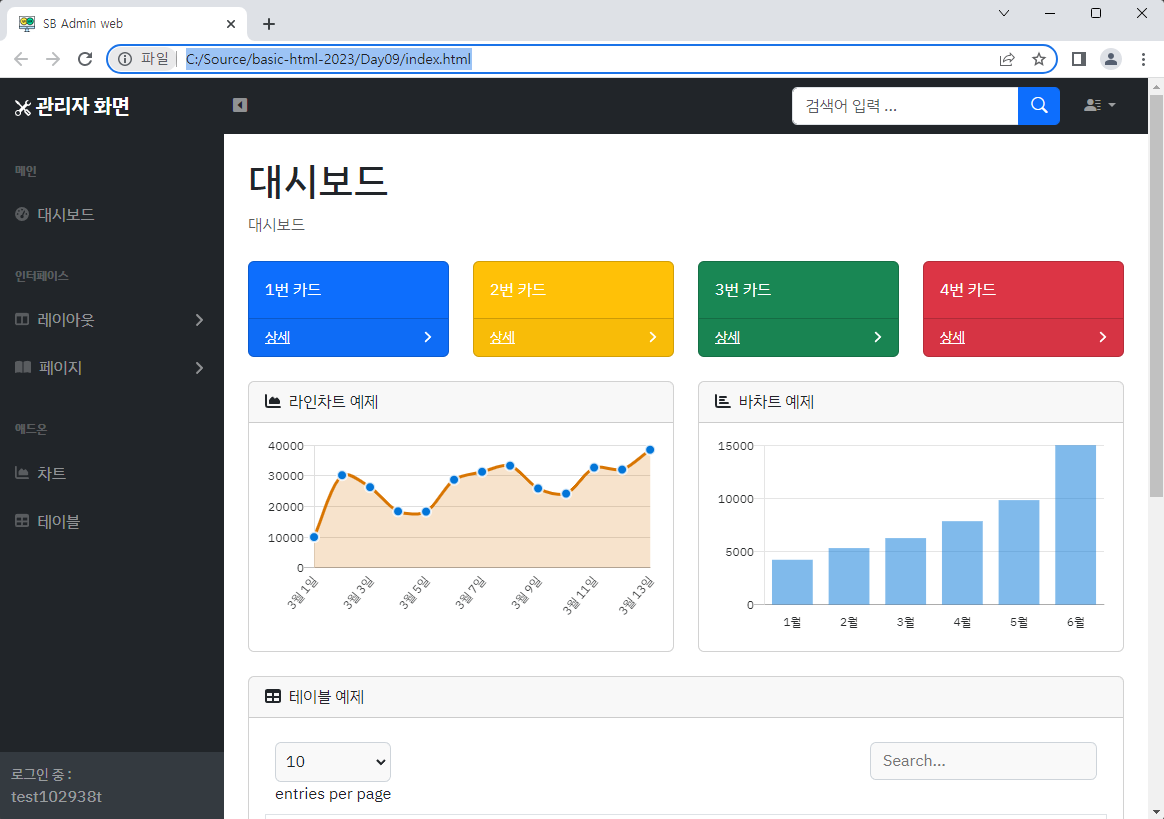 SB Admin web
파일 C:/Source/basic-html-2023/Day09/index.html
관리자 화면
검색어 입력 ...
메인
대시보드
인터페이스
레이아웃
페이지
애드온
차트
테이블
로그인 중 :
test102938t
대시보드
대시보드
1번 카드
상세
2번 카드
상세
3번 카드
상세
4번 카드
상세
라인차트 예제
40000
30000
20000
10000
0
3월 1일 3월 3일 3월 5일 3월 7일 3월 9일 3월 11일 3월 13일
바차트 예제
15000
10000
5000
0
1월 2월 3월 4월 5월 6월
테이블 예제
10
entries per page
Search...